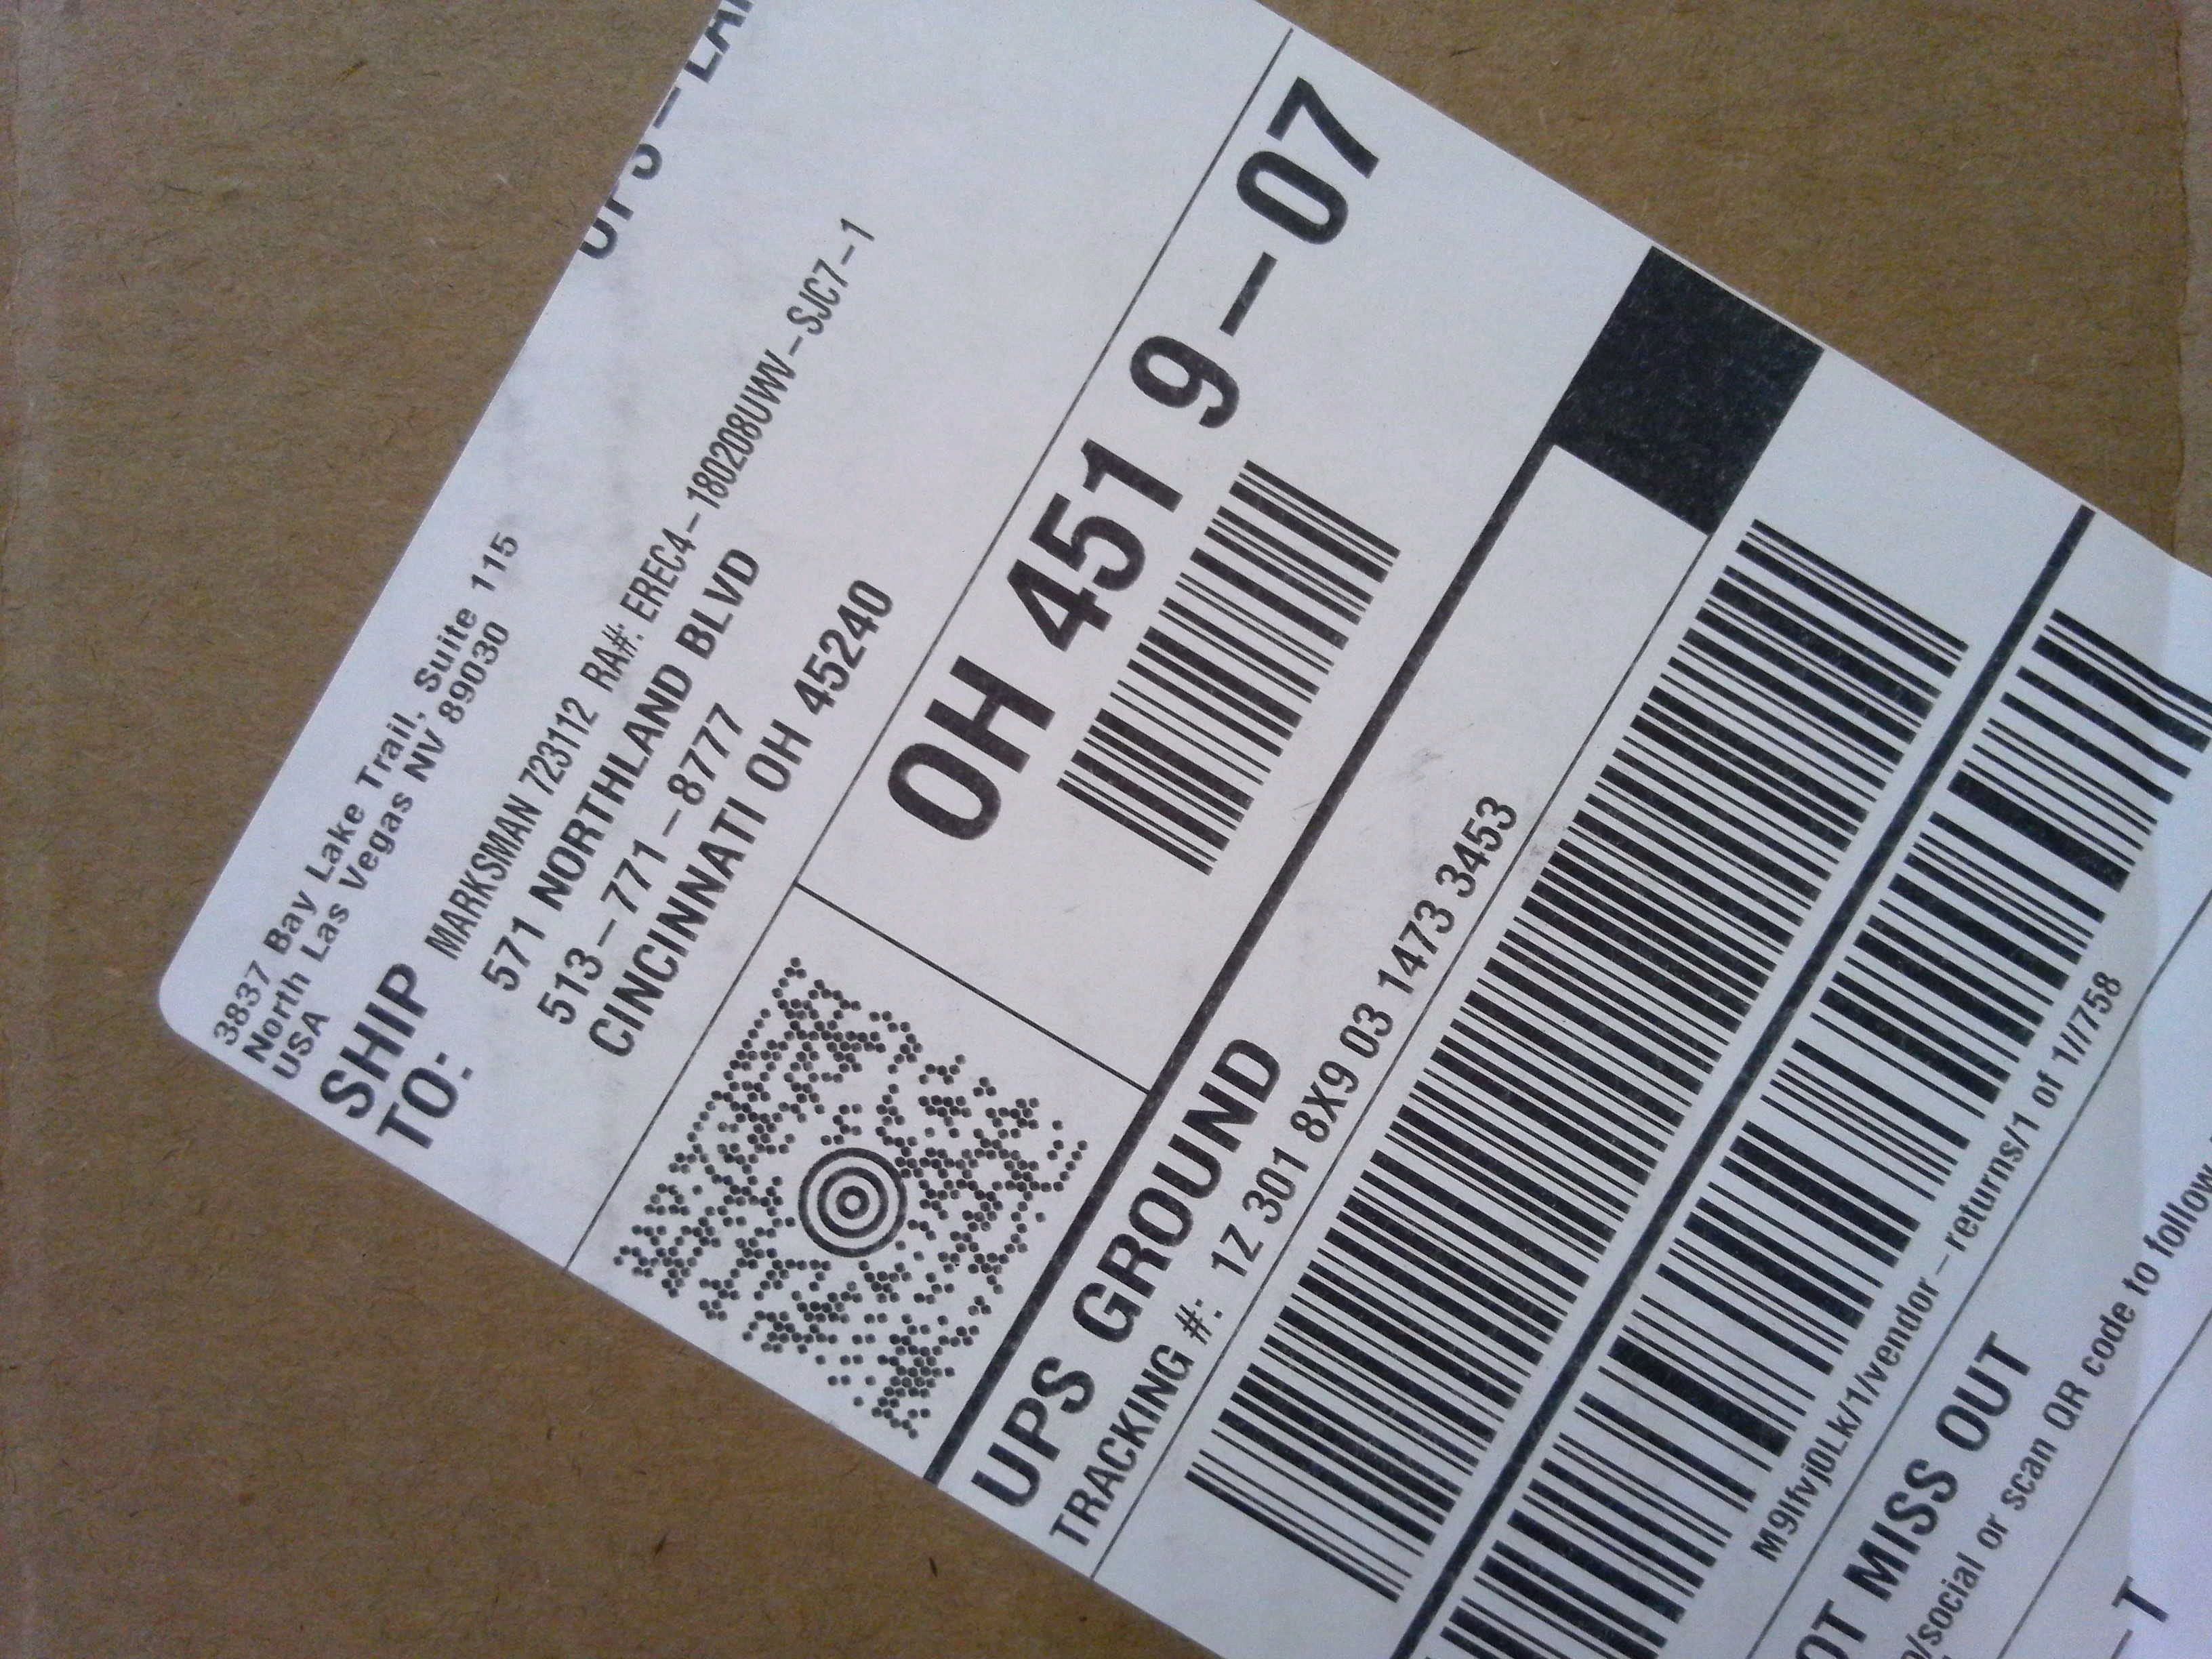 3837 Bay Lake Trail, Suite 115
North Las Vegas NV 89030
USA
SHIP
TO:
MARKSMAN 723112 RA#: EREC4-180208UWV-SJC7-1
571 NORTHLAND BLVD
513-771-8777
CINCINNATI OH 45240
OH 451 9-07
UPS GROUND
TRACKING #: 1Z 301 8X9 03 1473 3453
M9Ifvj0Lk/1/vendor-returns/1 of 1/758
OT MISS OUT
/social or scan QR code to follow